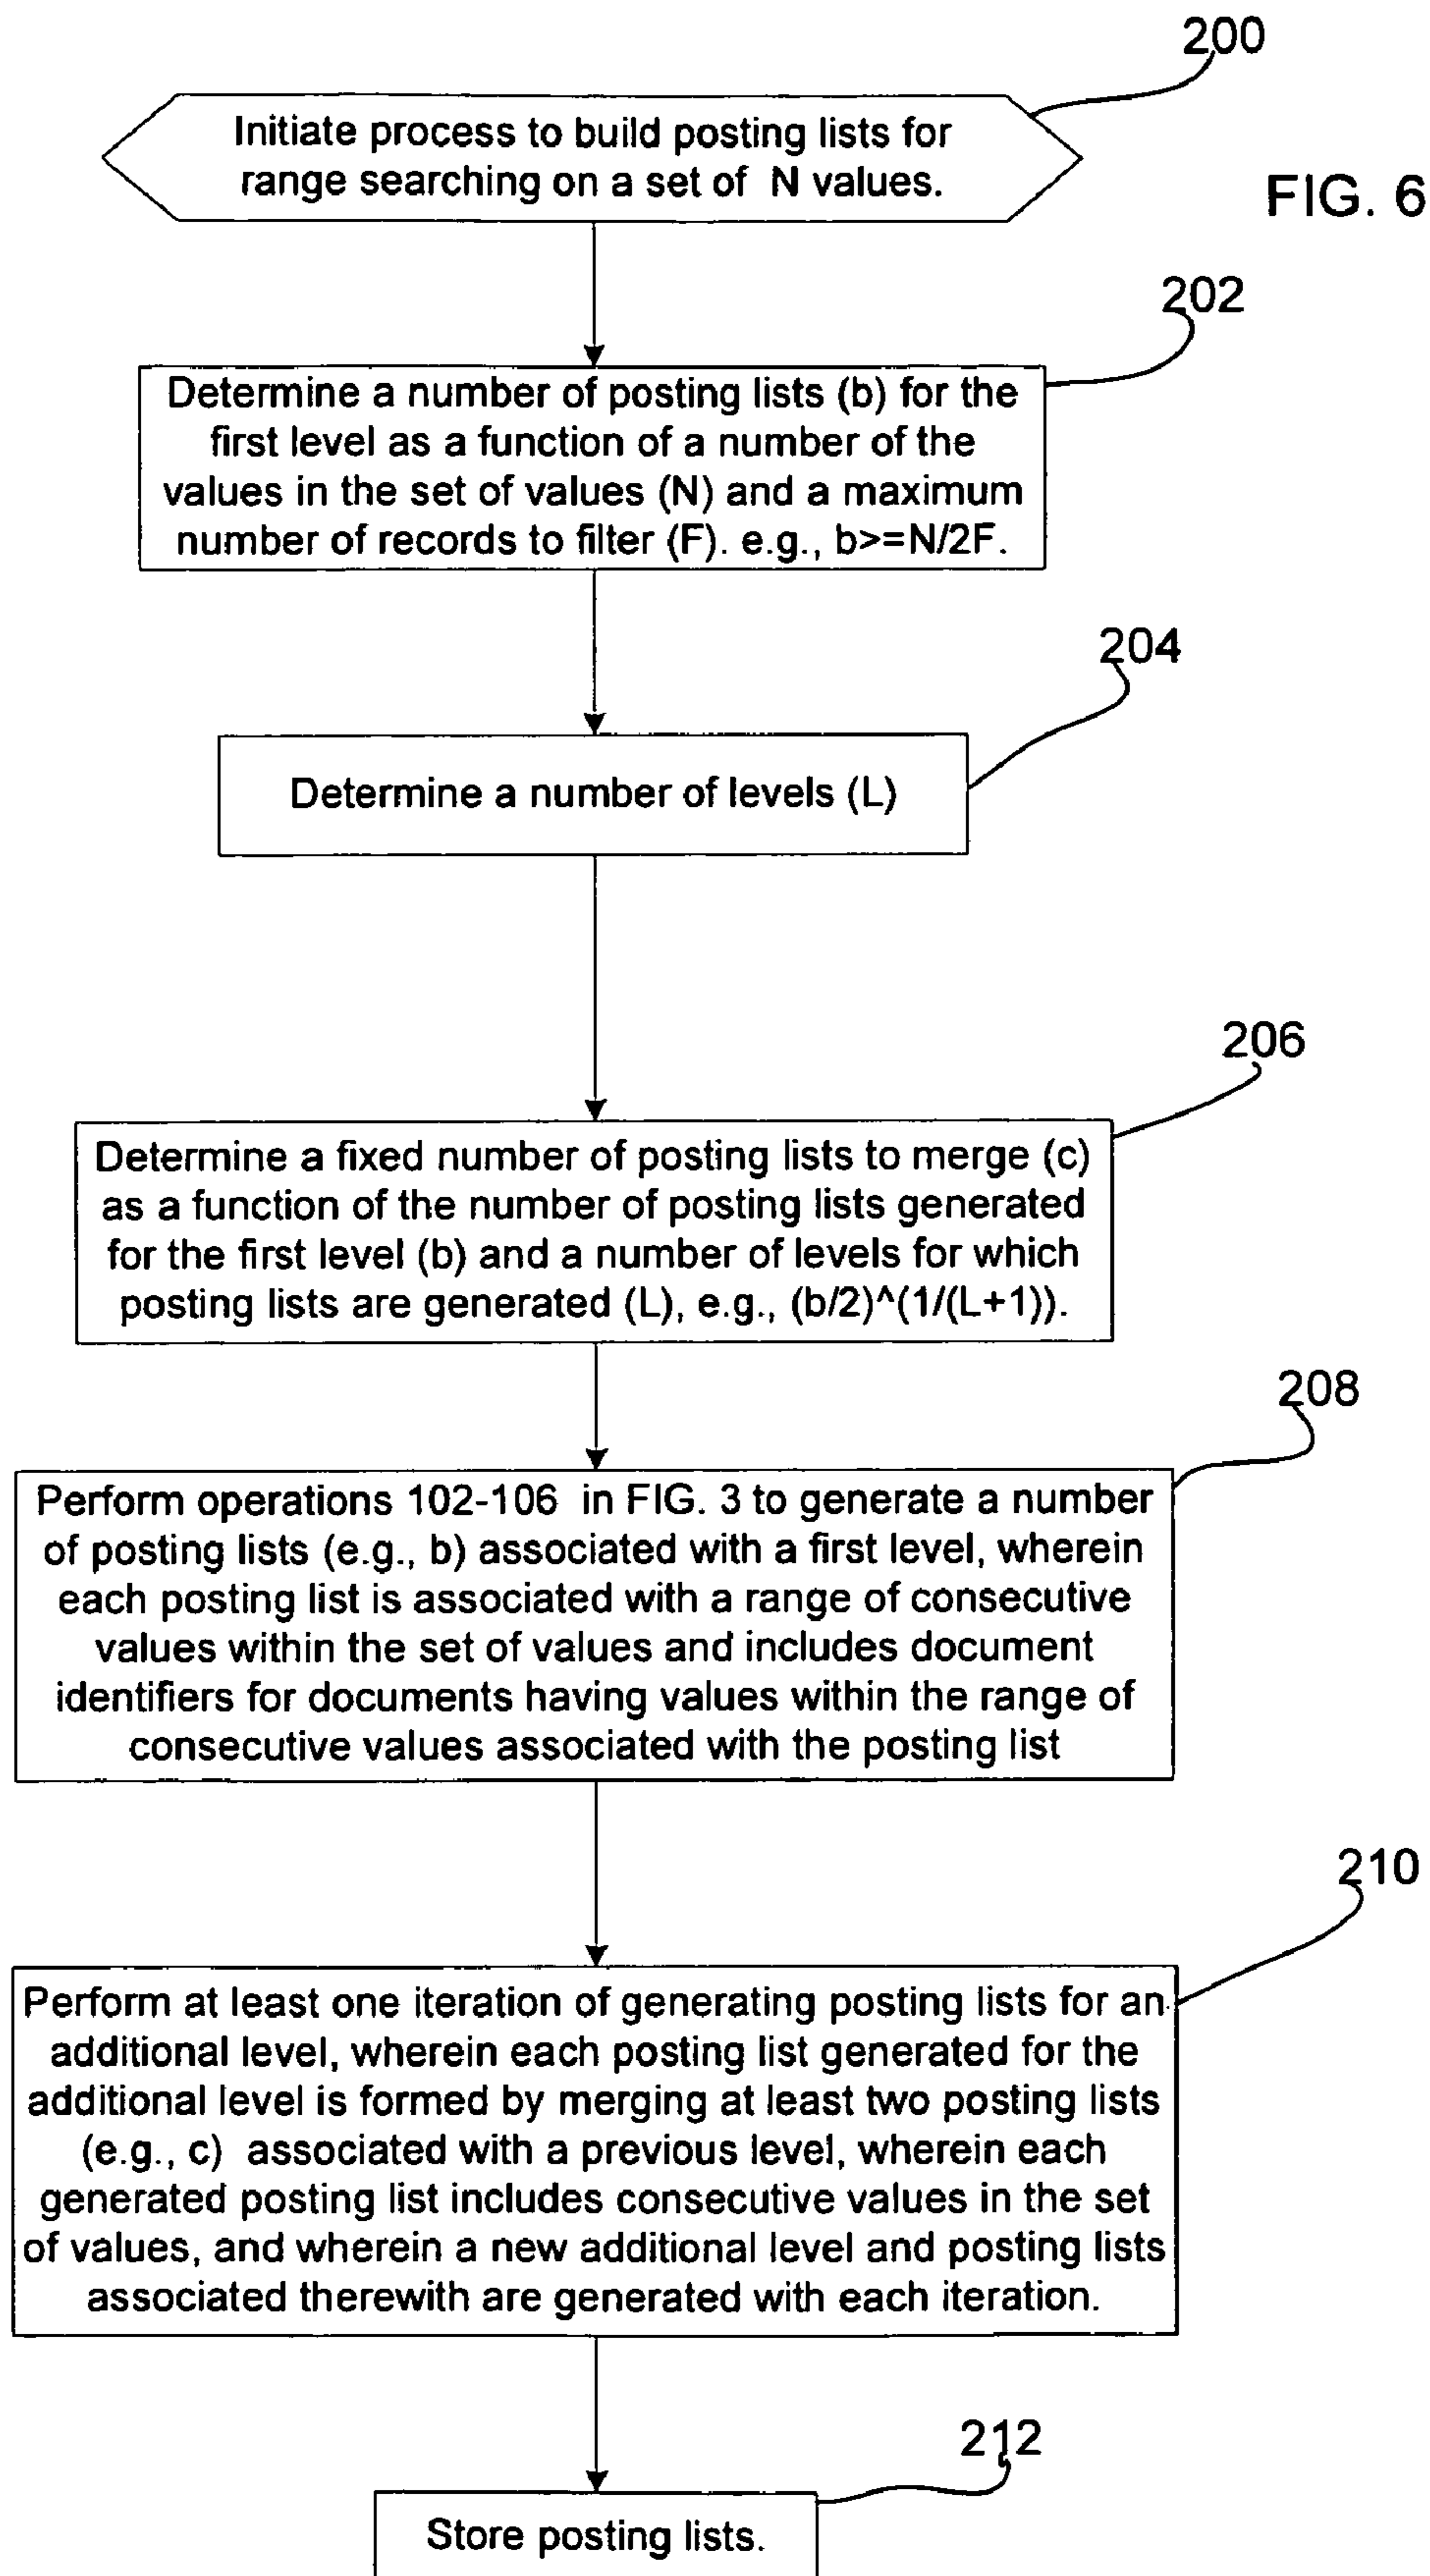 200
Initiate process to build posting lists for
range searching on a set of N values.
FIG. 6
202
Determine a number of posting lists (b) for the
first level as a function of a number of the
values in the set of values (N) and a maximum
number of records to filter (F). e.g., b>=N/2F.
204
Determine a number of levels (L)
206
Determine a fixed number of posting lists to merge (c)
as a function of the number of posting lists generated
for the first level (b) and a number of levels for which
posting lists are generated (L), e.g., (b/2)^(1/(L+1)).
208
Perform operations 102-106 in FIG. 3 to generate a number
of posting lists (e.g., b) associated with a first level, wherein
each posting list is associated with a range of consecutive
values within the set of values and includes document
identifiers for documents having values within the range of
consecutive values associated with the posting list
210
Perform at least one iteration of generating posting lists for an
additional level, wherein each posting list generated for the
additional level is formed by merging at least two posting lists
(e.g., c) associated with a previous level, wherein each
generated posting list includes consecutive values in the set
of values, and wherein a new additional level and posting lists
associated therewith are generated with each iteration.
212
Store posting lists.